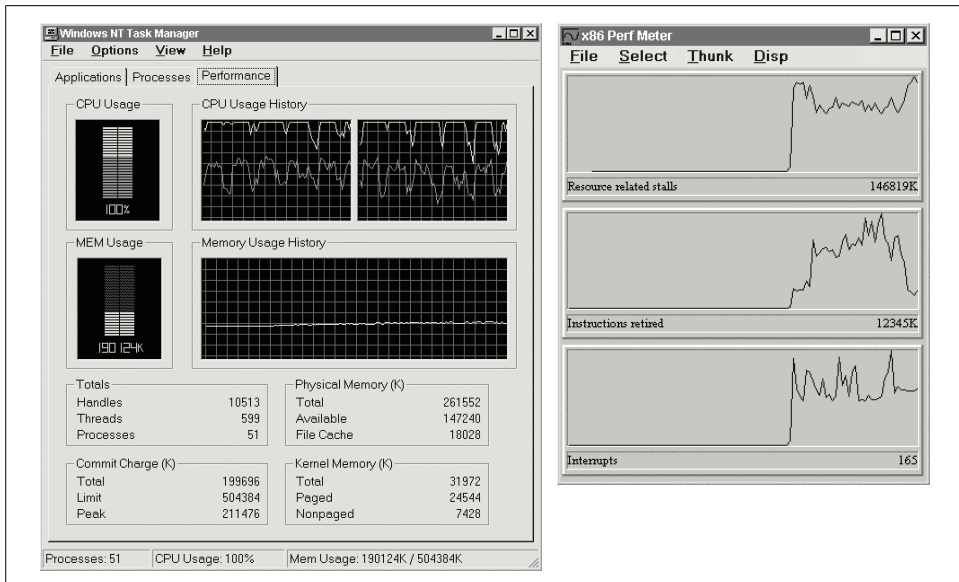 Windows NT Task Manager
File Options View Help
Applications Processes Performance
CPU Usage
CPU Usage History
100%
MEM Usage
Memory Usage History
190124K
Totals
Handles 10513
Threads 599
Processes 51
Physical Memory (K)
Total 261552
Available 147240
File Cache 18028
Commit Charge (K)
Total 199696
Limit 504384
Peak 211476
Kernel Memory (K)
Total 31972
Paged 24544
Nonpaged 7428
Processes: 51 CPU Usage: 100% Mem Usage: 190124K / 504384K
x86 Perf Meter
File Select Thunk Disp
Resource related stalls 146819K
Instructions retired 12345K
Interrupts 165